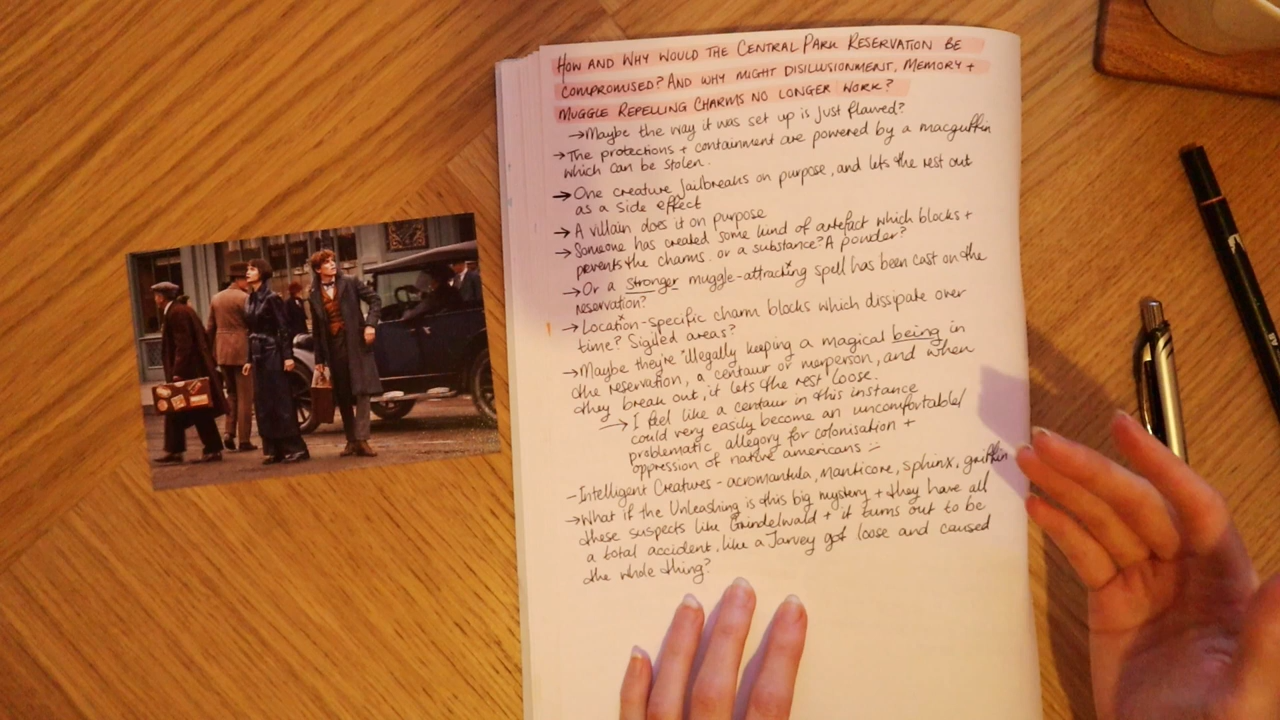 HOW AND WHY WOULD THE CENTRAL PARK RESERVATION BE
COMPROMISED? AND WHY MIGHT DISILLUSIONMENT, MEMORY +
MUGGLE REPELLING CHARMS NO LONGER WORK?
→ Maybe the way it was set up is just flawed?
→ The protections + containment are powered by a macguffin
which can be stolen.
→ One creature jailbreaks on purpose, and lets the rest out
as a side effect
→ A villain does it on purpose
→ Someone has created some kind of artefact which blocks +
prevents the charms. or a substance? A powder?
→ Or a stronger muggle-attracting spell has been cast on the
reservation?
→ Location-specific charm blocks which dissipate over
time? Sigiled areas?
→ Maybe they're illegally keeping a magical being in
the reservation, a centaur or merperson, and when
they break out, it lets the rest loose.
→ I feel like a centaur in this instance
could very easily become an uncomfortable/
problematic allegory for colonisation +
oppression of native americans :-
- Intelligent Creatures - acromantula, manticore, sphinx, griffin
→ What if the Unleashing is this big mystery + they have all
these suspects like Grindelwald + it turns out to be
a total accident, like a Jarvey got loose and caused
the whole thing?